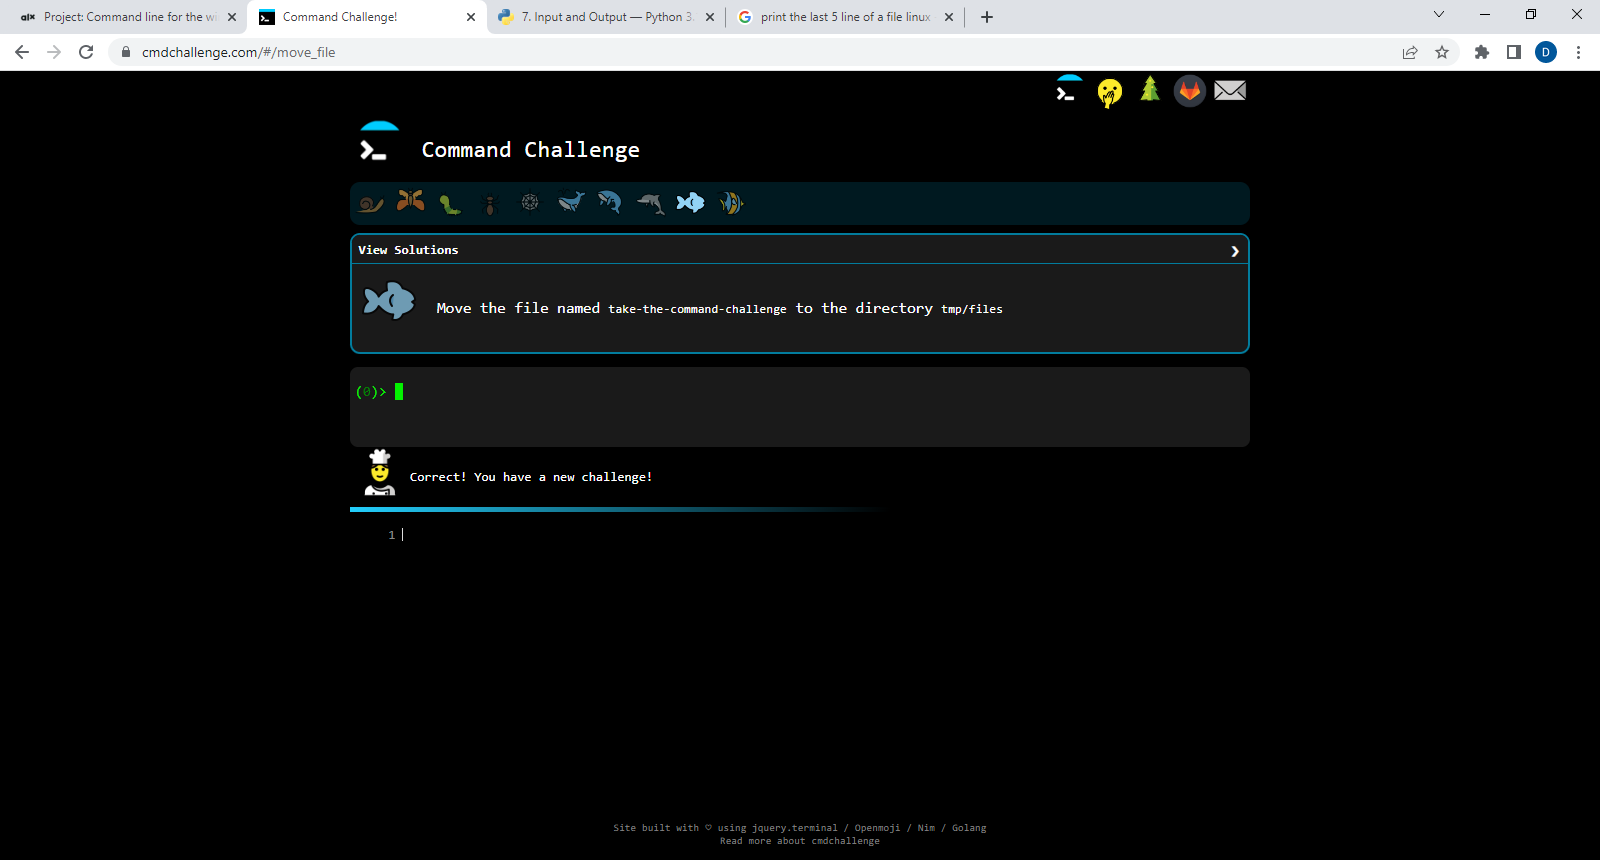 alx Project: Command line for the wi
Command Challenge!
7. Input and Output — Python 3.
print the last 5 line of a file linux
cmdchallenge.com/#/move_file
D
Command Challenge
View Solutions
Move the file named take-the-command-challenge to the directory tmp/files
(0)>
Correct! You have a new challenge!
1
Site built with ♡ using jquery.terminal / Openmoji / Nim / Golang
Read more about cmdchallenge